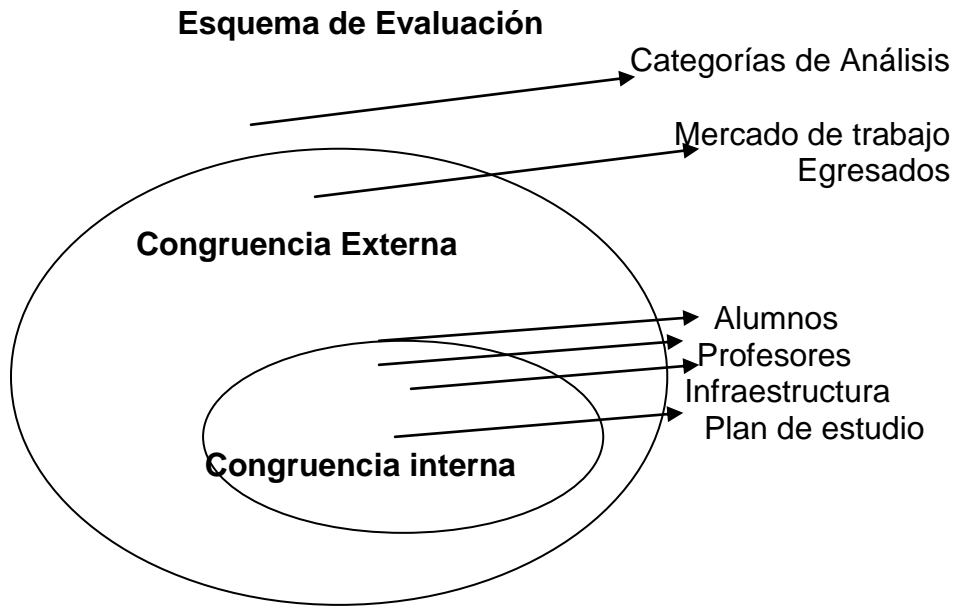 Esquema de Evaluación
Categorías de Análisis
Mercado de trabajo
Egresados
Congruencia Externa
Alumnos
Profesores
Infraestructura
Plan de estudio
Congruencia interna